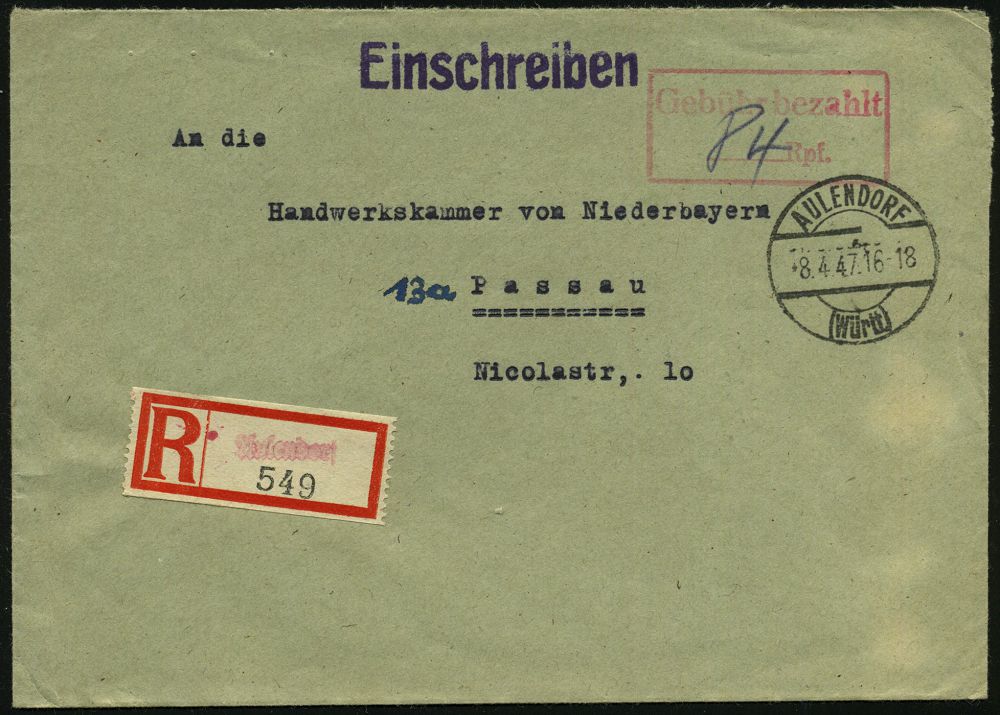 Einschreiben
Gebühr bezahlt
84 Rpf.
An die
Handwerkskammer von Niederbayern
13a Passau
===========
Nicolastr,. lo
AULENDORF
8.4.47.16-18
(Württ)
R Aulendorf
549